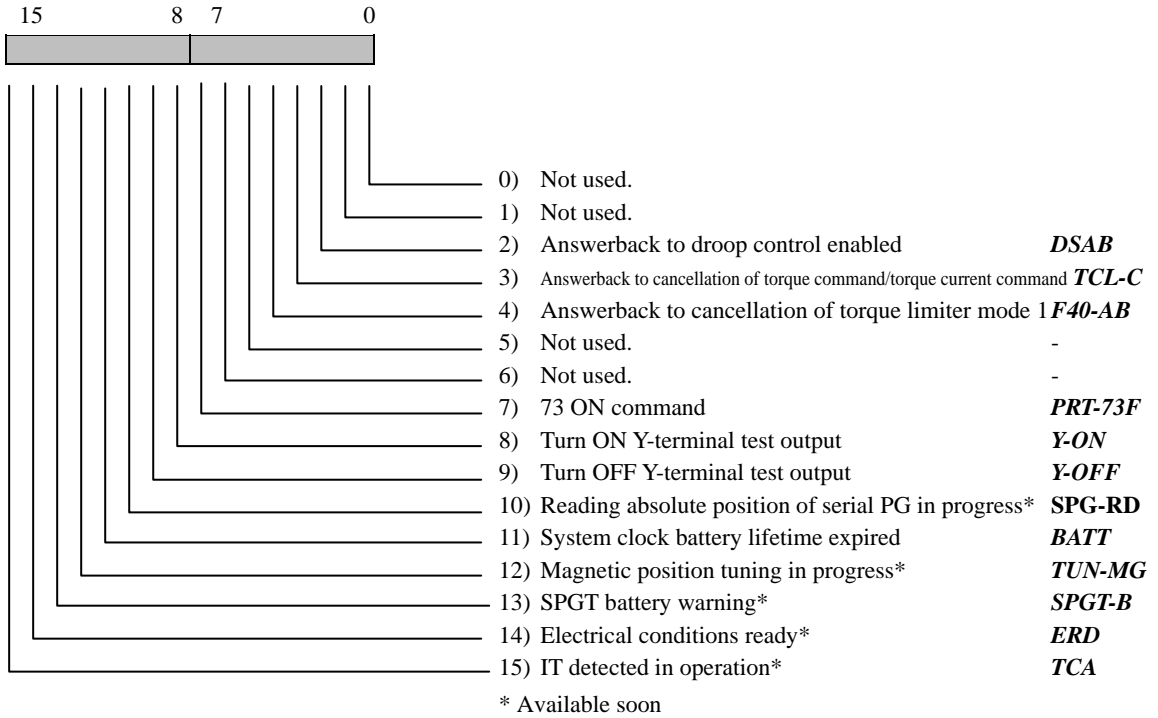 15 8 7 0
0) Not used.
1) Not used.
2) Answerback to droop control enabled DSAB
3) Answerback to cancellation of torque command/torque current command TCL-C
4) Answerback to cancellation of torque limiter mode 1 F40-AB
5) Not used. -
6) Not used. -
7) 73 ON command PRT-73F
8) Turn ON Y-terminal test output Y-ON
9) Turn OFF Y-terminal test output Y-OFF
10) Reading absolute position of serial PG in progress* SPG-RD
11) System clock battery lifetime expired BATT
12) Magnetic position tuning in progress* TUN-MG
13) SPGT battery warning* SPGT-B
14) Electrical conditions ready* ERD
15) IT detected in operation* TCA
* Available soon